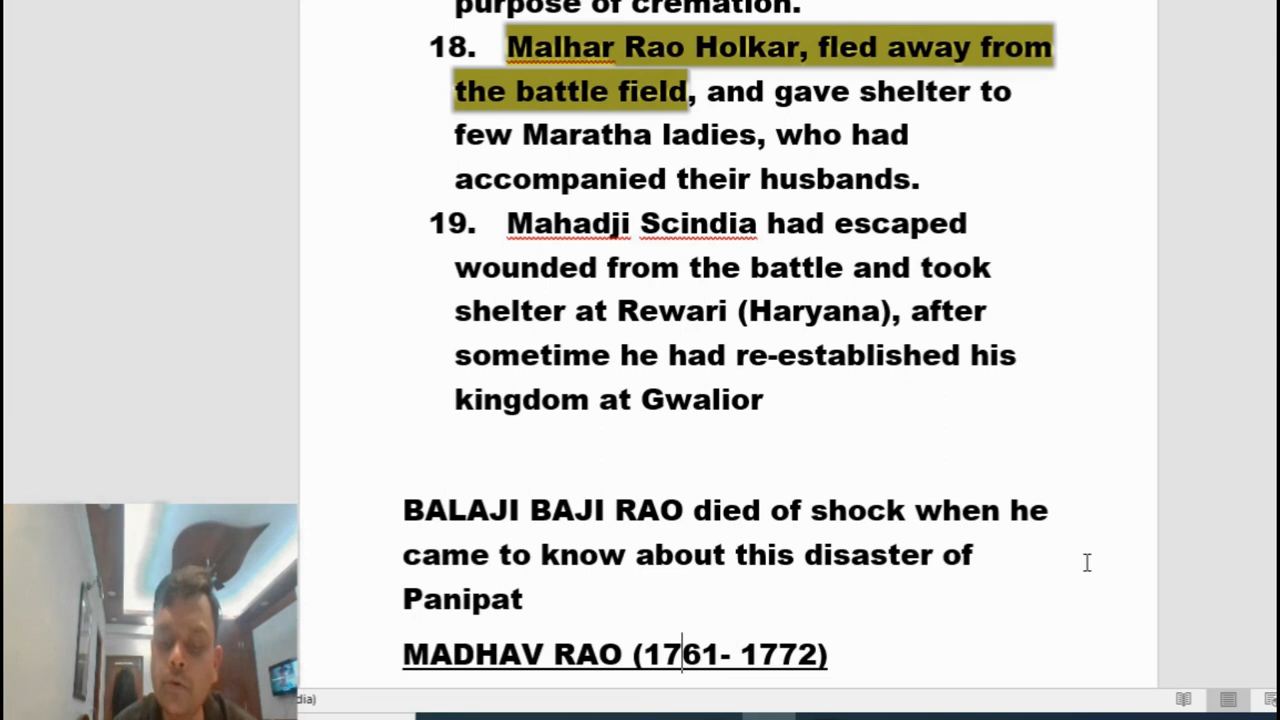 purpose of cremation.
18. Malhar Rao Holkar, fled away from
the battle field, and gave shelter to
few Maratha ladies, who had
accompanied their husbands.
19. Mahadji Scindia had escaped
wounded from the battle and took
shelter at Rewari (Haryana), after
sometime he had re-established his
kingdom at Gwalior
BALAJI BAJI RAO died of shock when he
came to know about this disaster of
Panipat
MADHAV RAO (1761- 1772)
dia)